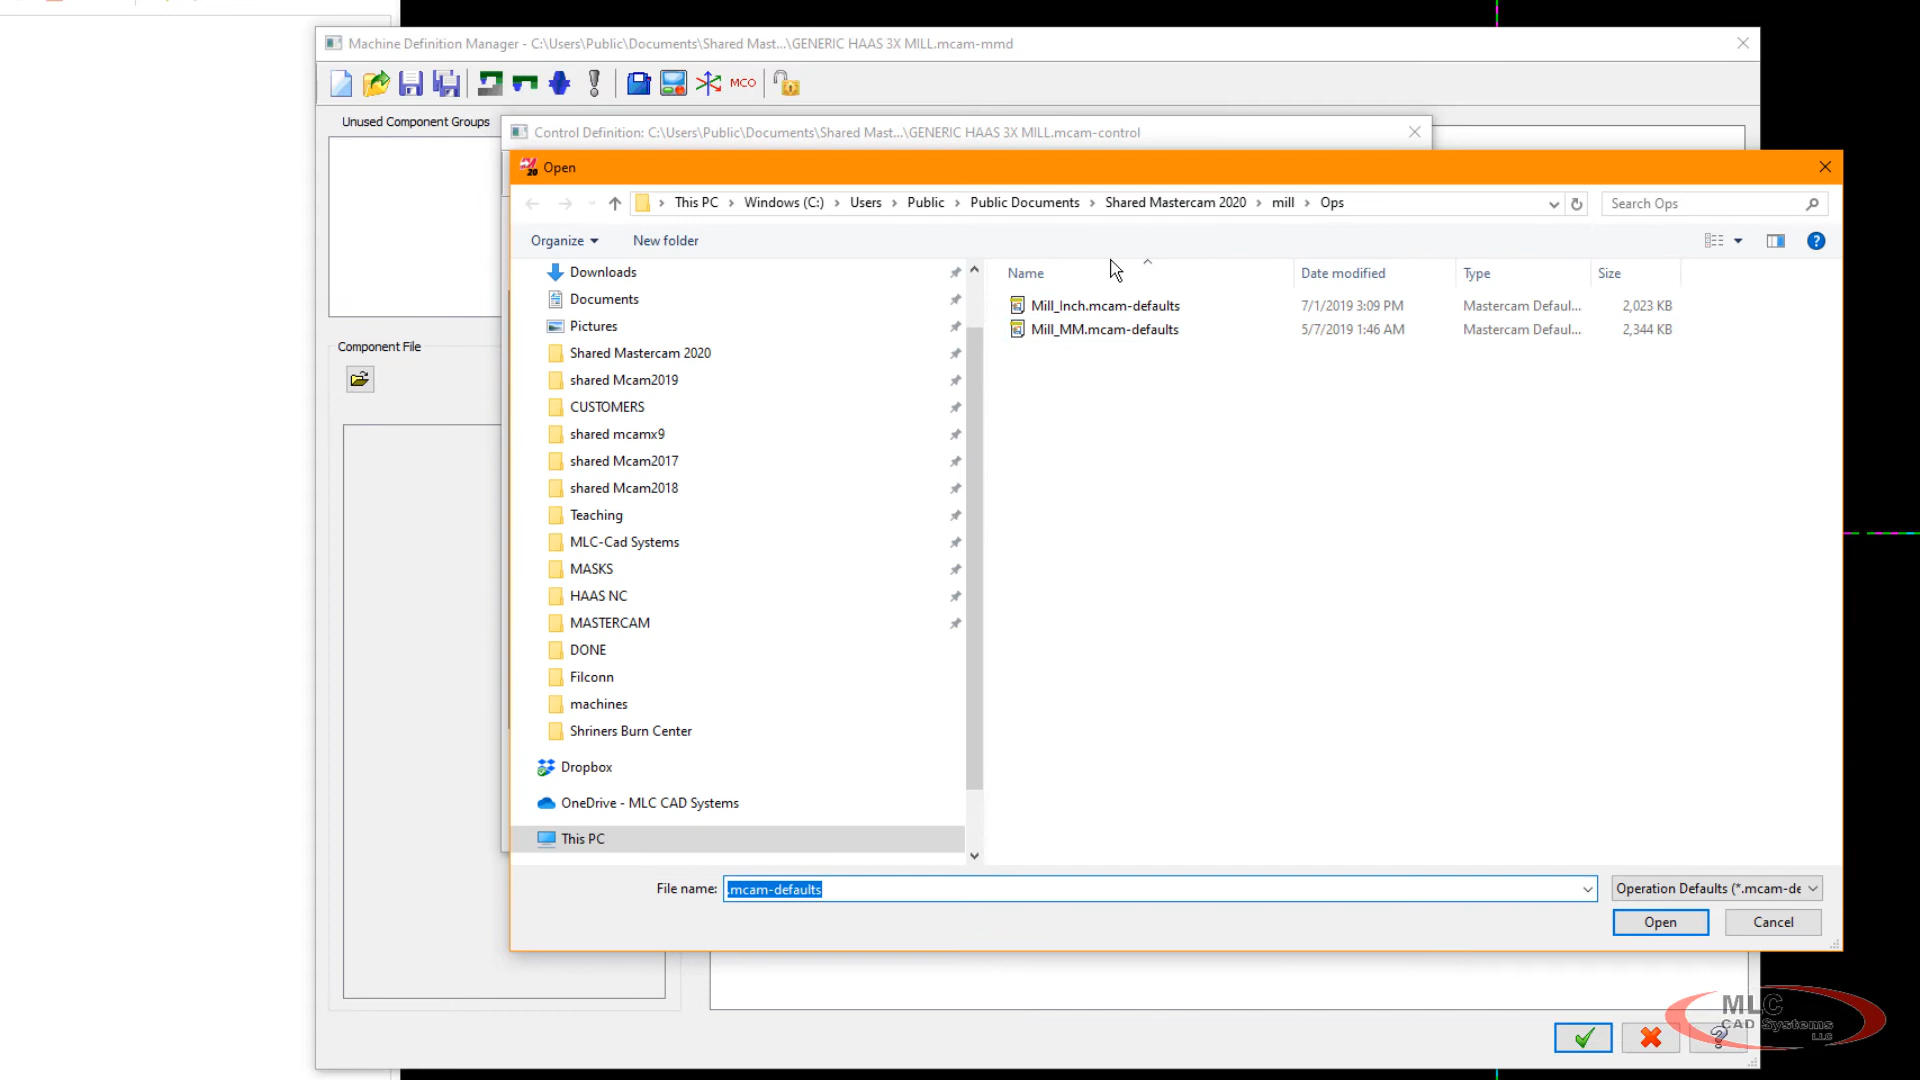 Machine Definition Manager - C:\Users\Public\Documents\Shared Mast...\GENERIC HAAS 3X MILL.mcam-mmd
MCO
Unused Component Groups
Control Definition: C:\Users\Public\Documents\Shared Mast...\GENERIC HAAS 3X MILL.mcam-control
20 Open
This PC > Windows (C:) > Users > Public > Public Documents > Shared Mastercam 2020 > mill > Ops
Search Ops
Organize
New folder
Name Date modified Type Size
Downloads
Documents
Pictures
Shared Mastercam 2020
shared Mcam2019
CUSTOMERS
shared mcamx9
shared Mcam2017
shared Mcam2018
Teaching
MLC-Cad Systems
MASKS
HAAS NC
MASTERCAM
DONE
Filconn
machines
Shriners Burn Center
Dropbox
OneDrive - MLC CAD Systems
This PC
Mill_Inch.mcam-defaults 7/1/2019 3:09 PM Mastercam Defaul... 2,023 KB
Mill_MM.mcam-defaults 5/7/2019 1:46 AM Mastercam Defaul... 2,344 KB
Component File
File name: .mcam-defaults
Operation Defaults (*.mcam-de
Open Cancel
MLC
CAD Systems
LLC